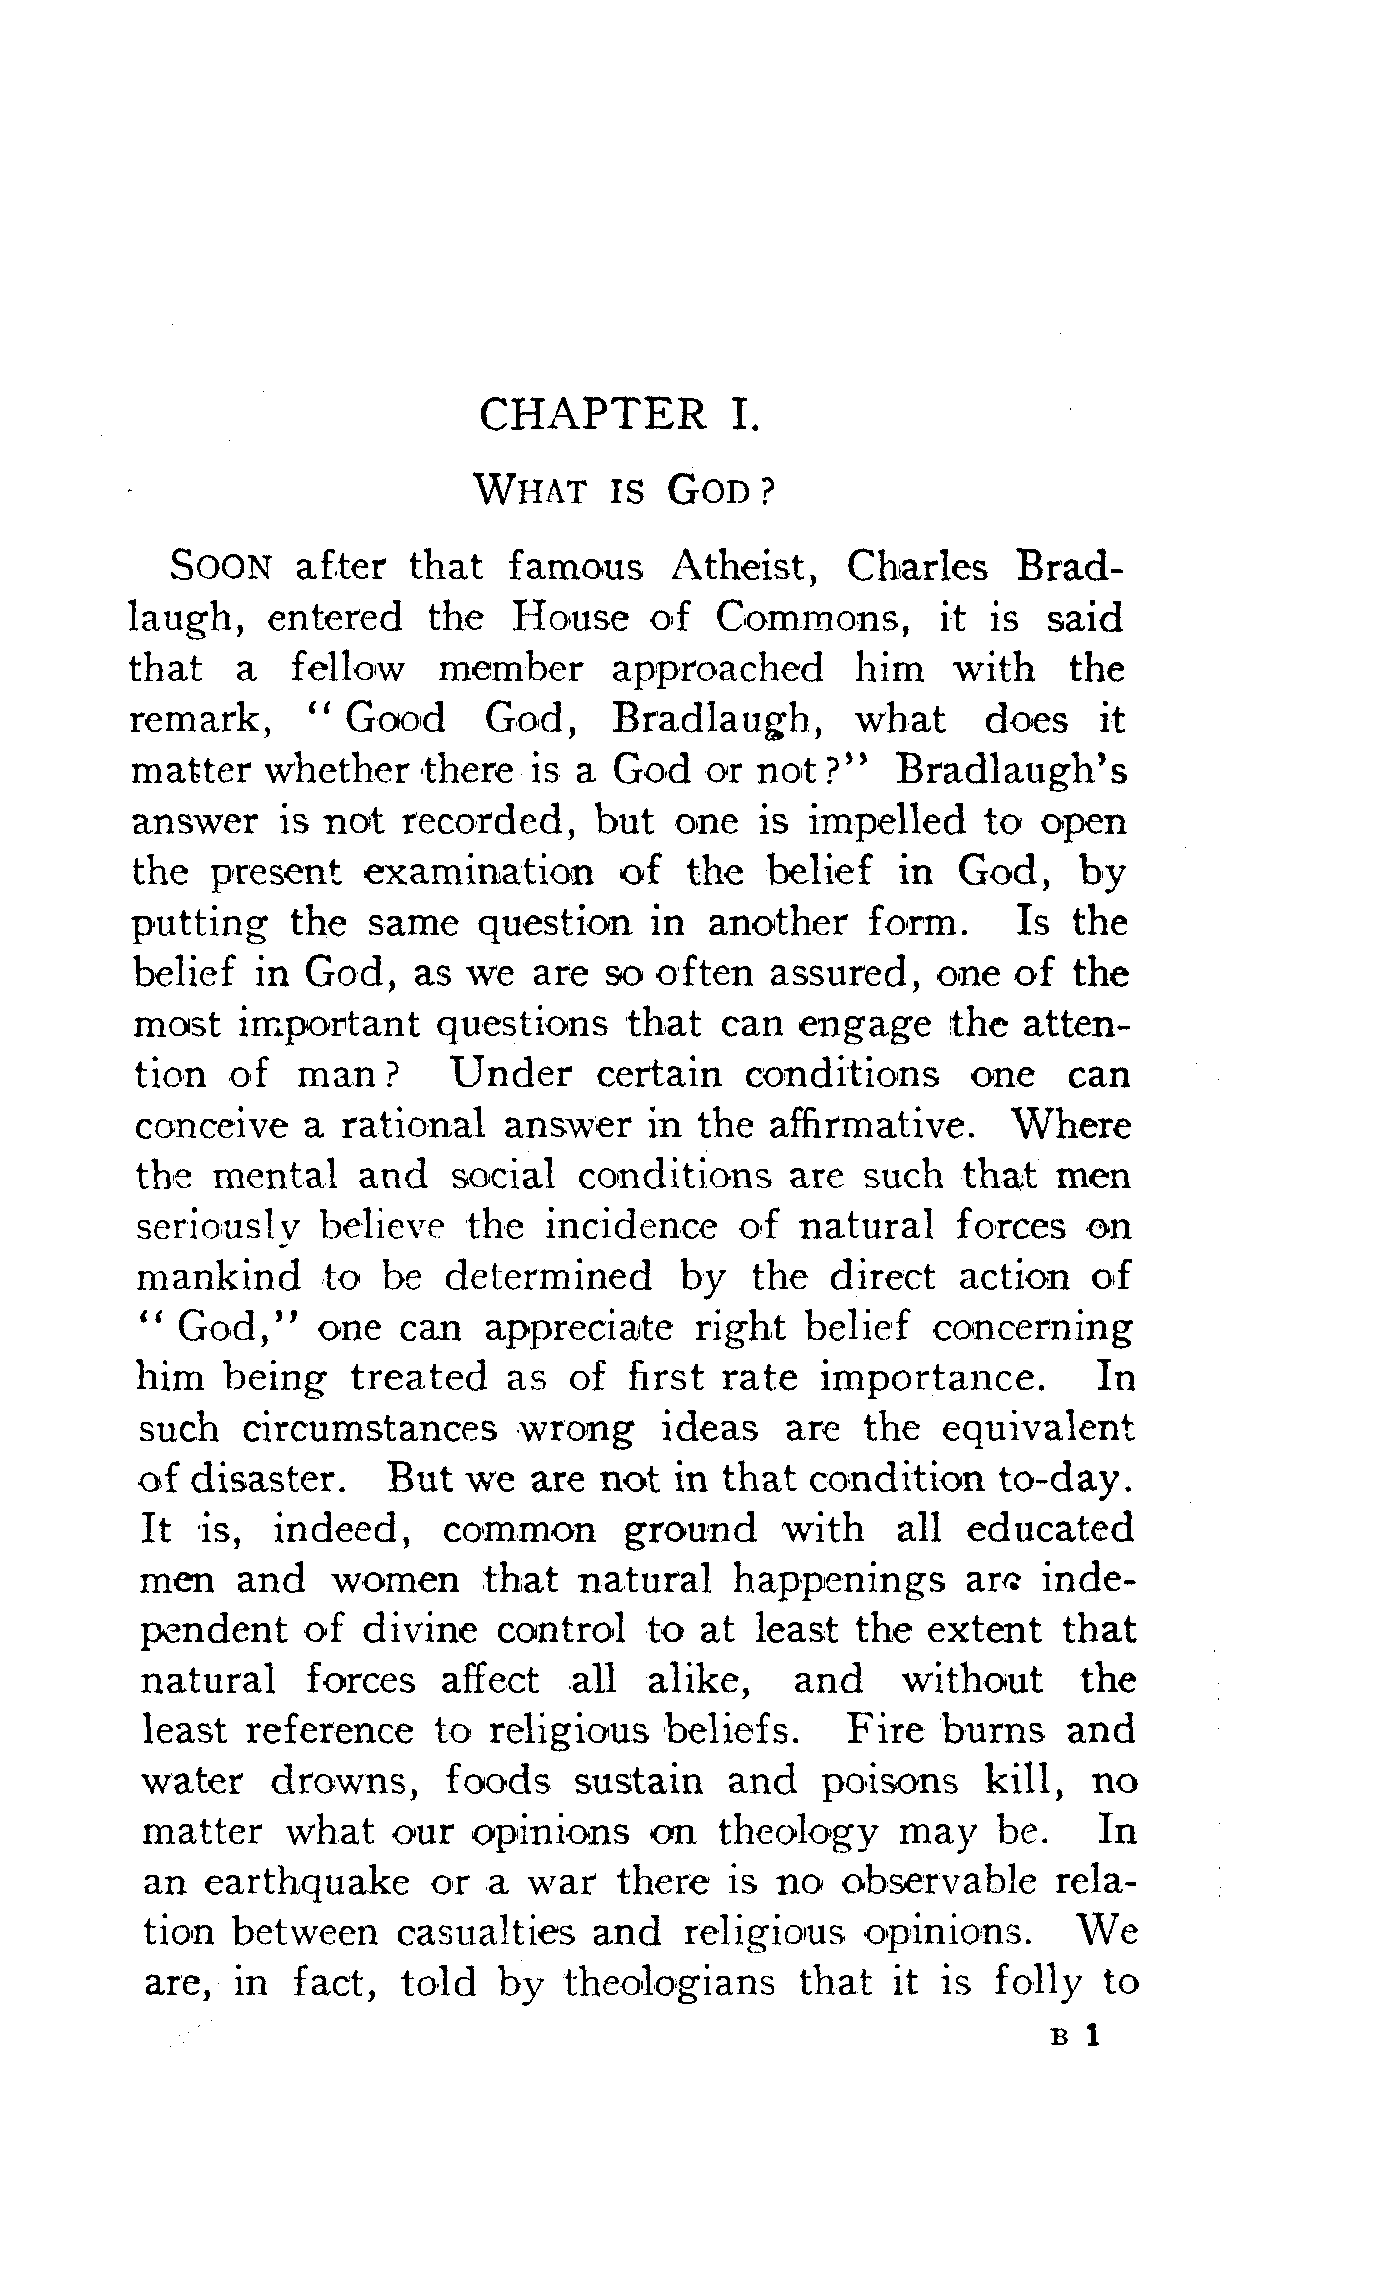 CHAPTER I.
WHAT IS GOD ?
SOON after that famous Atheist, Charles Brad-
laugh, entered the House of Commons, it is said
that a fellow member approached him with the
remark, “ Good God, Bradlaugh, what does it
matter whether there is a God or not ?” Bradlaugh’s
answer is not recorded, but one is impelled to open
the present examination of the belief in God, by
putting the same question in another form. Is the
belief in God, as we are so often assured, one of the
most important questions that can engage the atten-
tion of man ? Under certain conditions one can
conceive a rational answer in the affirmative. Where
the mental and social conditions are such that men
seriously believe the incidence of natural forces on
mankind to be determined by the direct action of
“ God,” one can appreciate right belief concerning
him being treated as of first rate importance. In
such circumstances wrong ideas are the equivalent
of disaster. But we are not in that condition to-day.
It is, indeed, common ground with all educated
men and women that natural happenings are inde-
pendent of divine control to at least the extent that
natural forces affect all alike, and without the
least reference to religious beliefs. Fire burns and
water drowns, foods sustain and poisons kill, no
matter what our opinions on theology may be. In
an earthquake or a war there is no observable rela-
tion between casualties and religious opinions. We
are, in fact, told by theologians that it is folly to
B 1